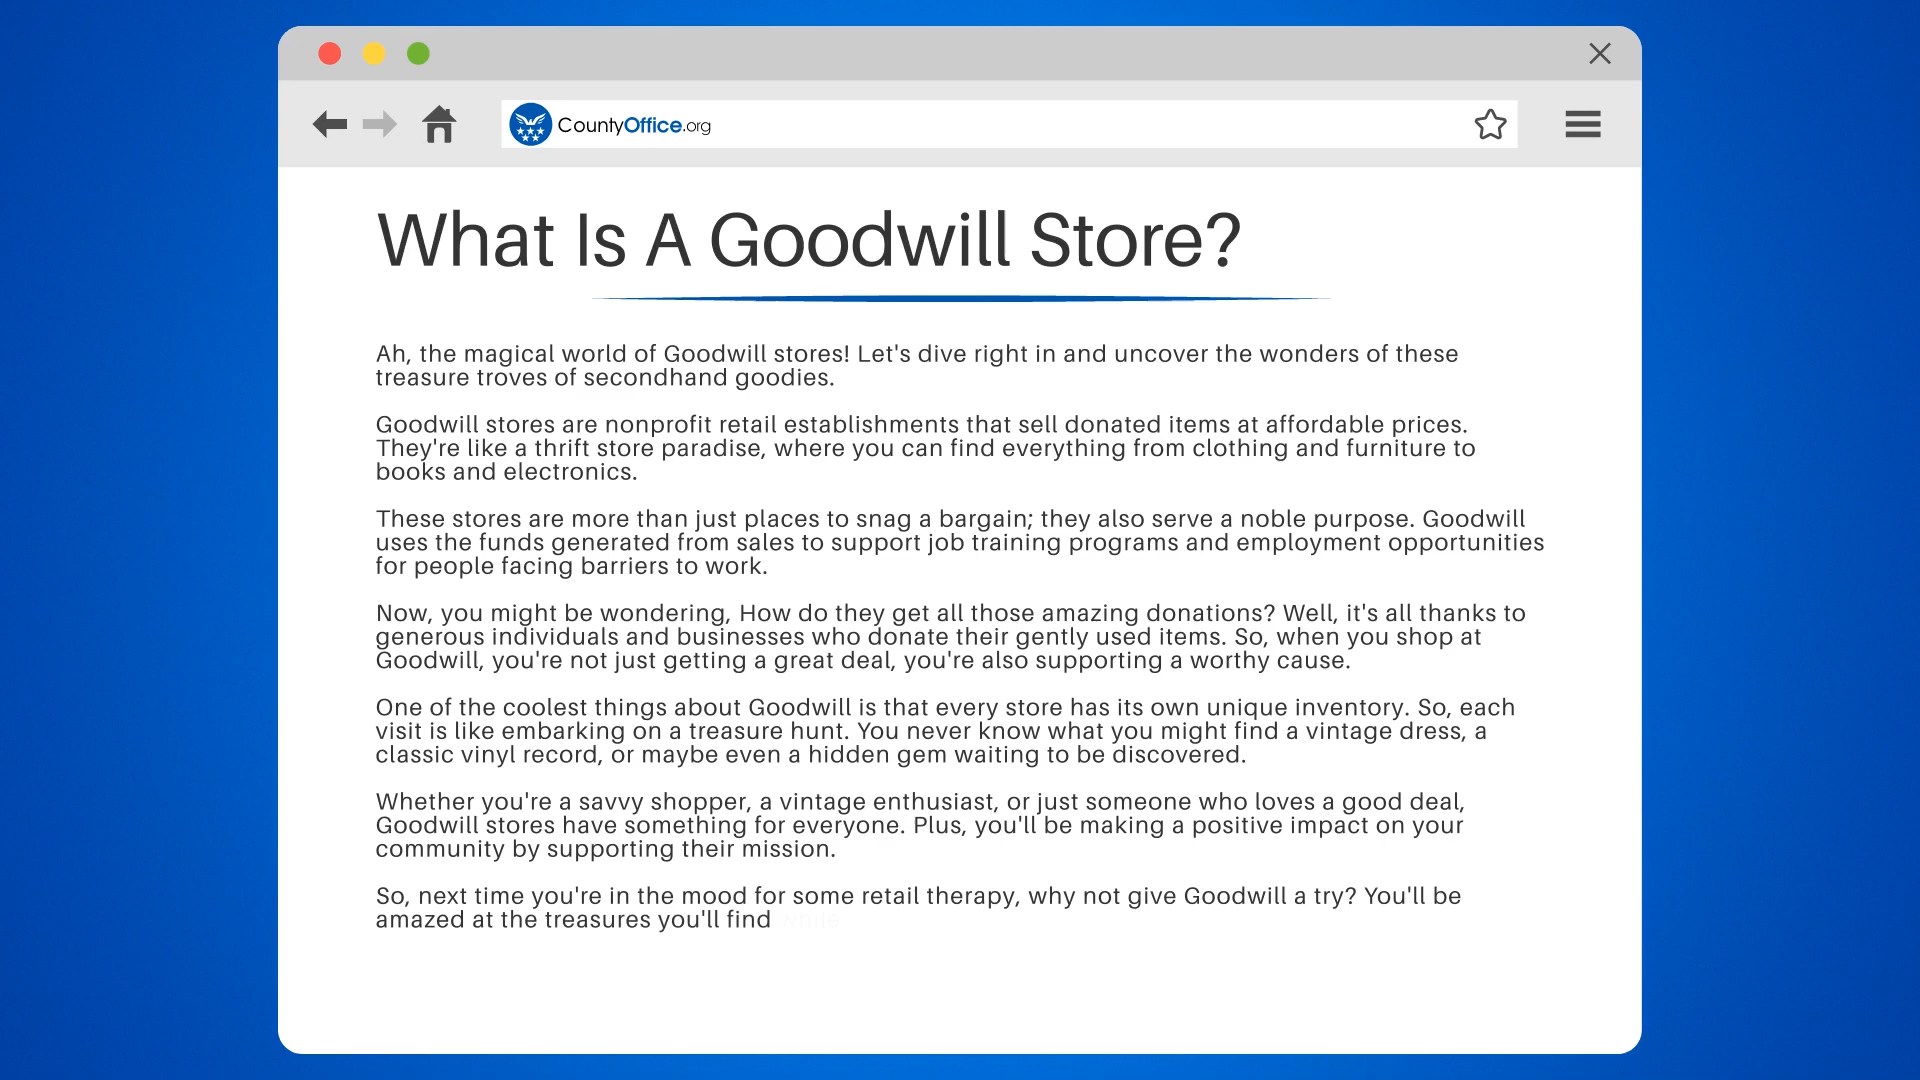 CountyOffice.org
What Is A Goodwill Store?
Ah, the magical world of Goodwill stores! Let's dive right in and uncover the wonders of these
treasure troves of secondhand goodies.
Goodwill stores are nonprofit retail establishments that sell donated items at affordable prices.
They're like a thrift store paradise, where you can find everything from clothing and furniture to
books and electronics.
These stores are more than just places to snag a bargain; they also serve a noble purpose. Goodwill
uses the funds generated from sales to support job training programs and employment opportunities
for people facing barriers to work.
Now, you might be wondering, How do they get all those amazing donations? Well, it's all thanks to
generous individuals and businesses who donate their gently used items. So, when you shop at
Goodwill, you're not just getting a great deal, you're also supporting a worthy cause.
One of the coolest things about Goodwill is that every store has its own unique inventory. So, each
visit is like embarking on a treasure hunt. You never know what you might find a vintage dress, a
classic vinyl record, or maybe even a hidden gem waiting to be discovered.
Whether you're a savvy shopper, a vintage enthusiast, or just someone who loves a good deal,
Goodwill stores have something for everyone. Plus, you'll be making a positive impact on your
community by supporting their mission.
So, next time you're in the mood for some retail therapy, why not give Goodwill a try? You'll be
amazed at the treasures you'll find while